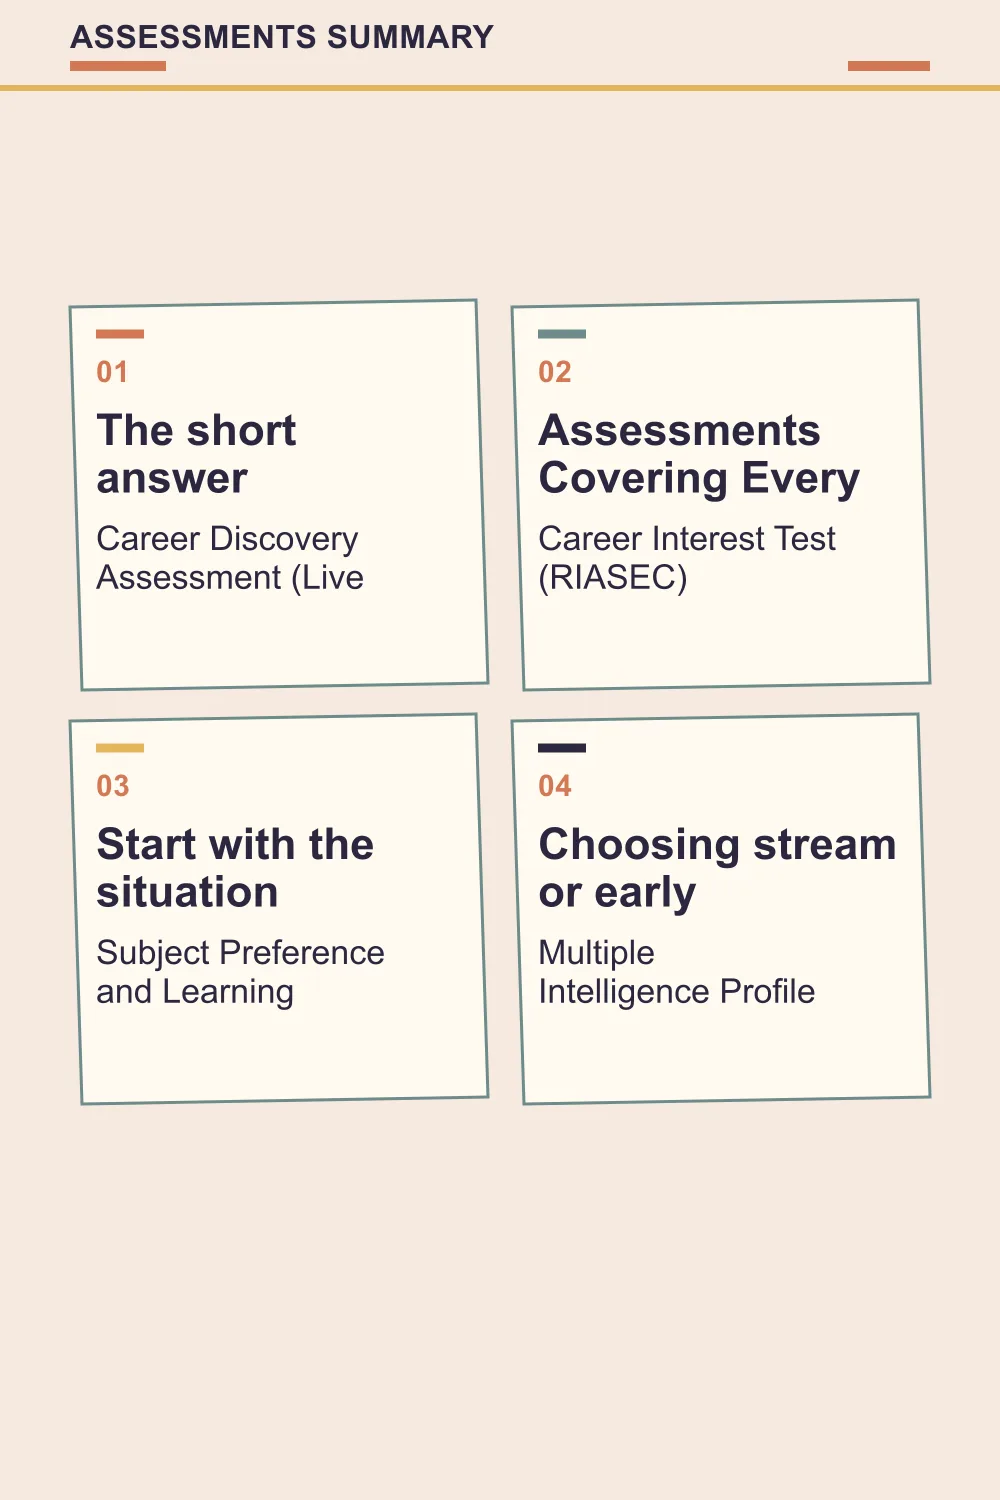 ASSESSMENTS SUMMARY
01
The short
answer
Career Discovery
Assessment (Live
02
Assessments
Covering Every
Career Interest Test
(RIASEC)
03
Start with the
situation
Subject Preference
and Learning
04
Choosing stream
or early
Multiple
Intelligence Profile